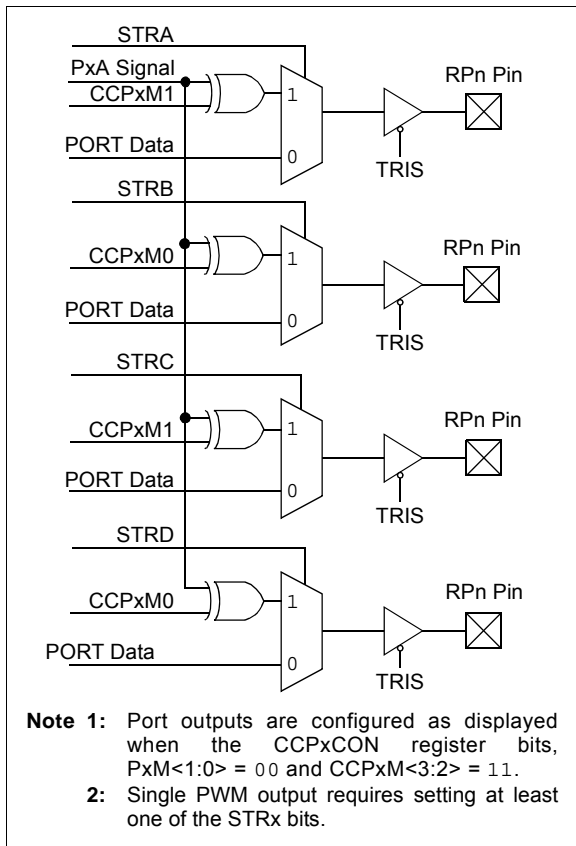 STRA
PxA Signal
RPn Pin
CCPxM1
1
PORT Data
0
TRIS
STRB
RPn Pin
CCPxM0
1
PORT Data
0
TRIS
STRC
RPn Pin
CCPxM1
1
PORT Data
0
TRIS
STRD
RPn Pin
CCPxM0
1
PORT Data
0
TRIS
Note 1: Port outputs are configured as displayed
when the CCPxCON register bits,
PxM<1:0> = 00 and CCPxM<3:2> = 11.
2: Single PWM output requires setting at least
one of the STRx bits.